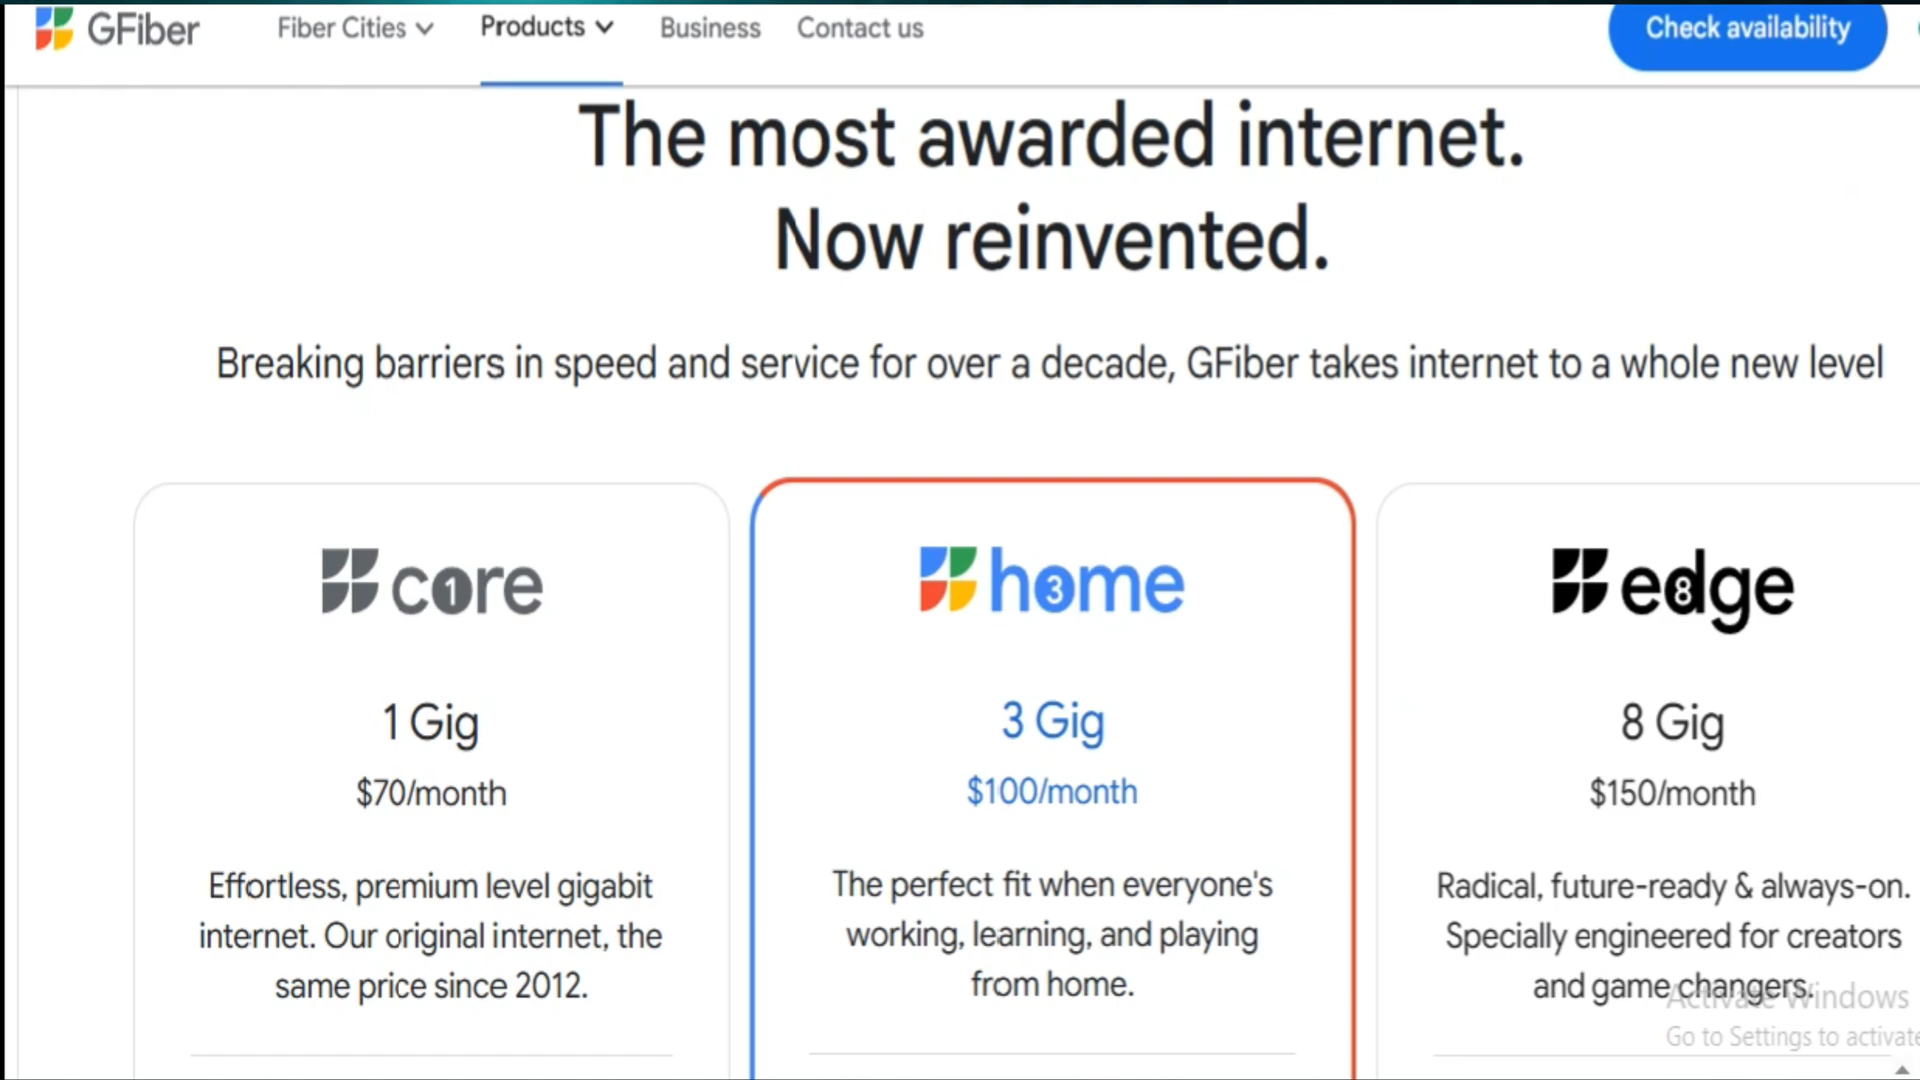 GFiber Fiber Cities Products Business Contact us Check availability
The most awarded internet.
Now reinvented.
Breaking barriers in speed and service for over a decade, GFiber takes internet to a whole new level
core 1
1 Gig
$70/month
Effortless, premium level gigabit
internet. Our original internet, the
same price since 2012.
home 3
3 Gig
$100/month
The perfect fit when everyone's
working, learning, and playing
from home.
edge 8
8 Gig
$150/month
Radical, future-ready & always-on.
Specially engineered for creators
and game changers.
Activate Windows
Go to Settings to activate